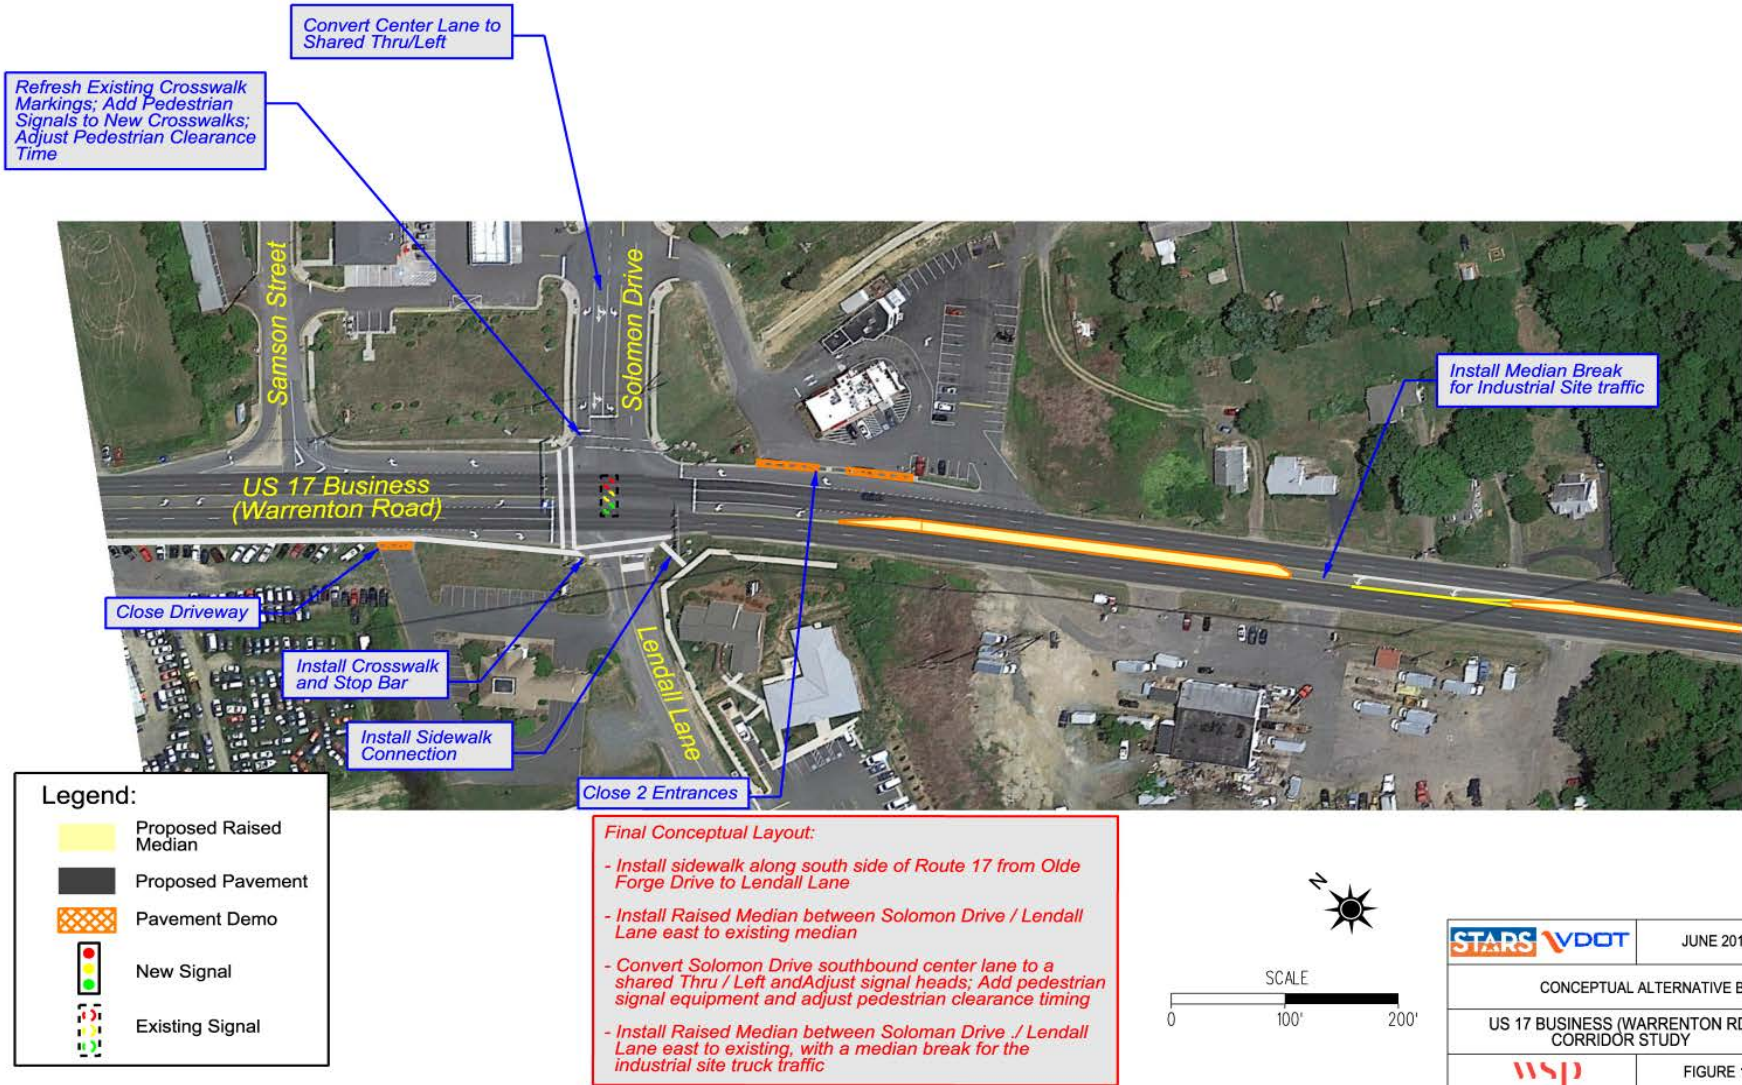 Convert Center Lane to
Shared Thru/Left
Refresh Existing Crosswalk
Markings; Add Pedestrian
Signals to New Crosswalks;
Adjust Pedestrian Clearance
Time
Samson Street
Solomon Drive
Install Median Break
for Industrial Site traffic
US 17 Business
(Warrenton Road)
Close Driveway
Install Crosswalk
and Stop Bar
Lendall Lane
Install Sidewalk
Connection
Close 2 Entrances
Legend:
Proposed Raised
Median
Proposed Pavement
Pavement Demo
New Signal
Existing Signal
Final Conceptual Layout:
- Install sidewalk along south side of Route 17 from Olde
Forge Drive to Lendall Lane
- Install Raised Median between Solomon Drive / Lendall
Lane east to existing median
- Convert Solomon Drive southbound center lane to a
shared Thru / Left andAdjust signal heads; Add pedestrian
signal equipment and adjust pedestrian clearance timing
- Install Raised Median between Soloman Drive ./ Lendall
Lane east to existing, with a median break for the
industrial site truck traffic
N
SCALE
0 100' 200'
STARS VDOT
JUNE 201
CONCEPTUAL ALTERNATIVE B
US 17 BUSINESS (WARRENTON RD
CORRIDOR STUDY
wsp
FIGURE 1